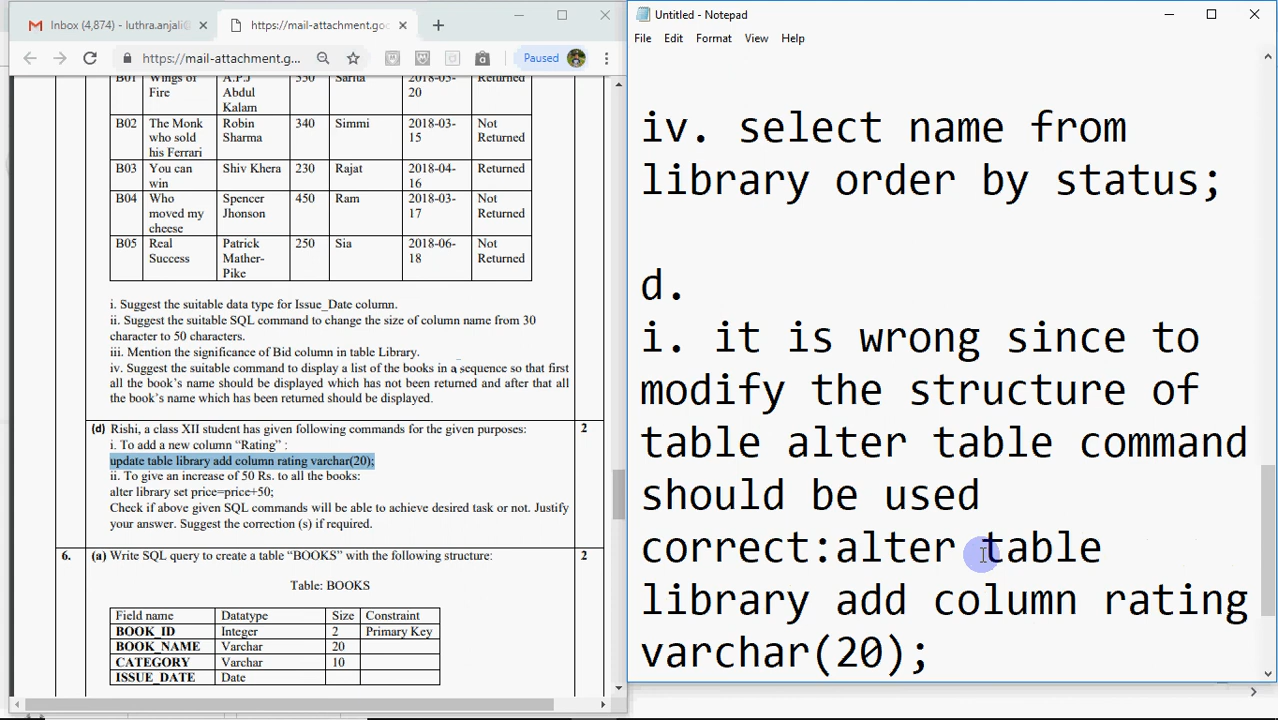 Inbox (4,874) - luthra.anjali
https://mail-attachment.goo
https://mail-attachment.g...
Paused
B01 Wings of Fire A.P.J Abdul Kalam 350 Sarita 2018-05-20 Returned
B02 The Monk who sold his Ferrari Robin Sharma 340 Simmi 2018-03-15 Not Returned
B03 You can win Shiv Khera 230 Rajat 2018-04-16 Returned
B04 Who moved my cheese Spencer Jhonson 450 Ram 2018-03-17 Not Returned
B05 Real Success Patrick Mather-Pike 250 Sia 2018-06-18 Not Returned
i. Suggest the suitable data type for Issue_Date column.
ii. Suggest the suitable SQL command to change the size of column name from 30
character to 50 characters.
iii. Mention the significance of Bid column in table Library.
iv. Suggest the suitable command to display a list of the books in a sequence so that first
all the book's name should be displayed which has not been returned and after that all
the book's name which has been returned should be displayed.
(d) Rishi, a class XII student has given following commands for the given purposes: 2
i. To add a new column “Rating” :
update table library add column rating varchar(20);
ii. To give an increase of 50 Rs. to all the books:
alter library set price=price+50;
Check if above given SQL commands will be able to achieve desired task or not. Justify
your answer. Suggest the correction (s) if required.
6. (a) Write SQL query to create a table “BOOKS” with the following structure: 2
Table: BOOKS
Field name Datatype Size Constraint
BOOK_ID Integer 2 Primary Key
BOOK_NAME Varchar 20
CATEGORY Varchar 10
ISSUE_DATE Date
Untitled - Notepad
File Edit Format View Help
iv. select name from
library order by status;
d.
i. it is wrong since to
modify the structure of
table alter table command
should be used
correct:alter table
library add column rating
varchar(20);